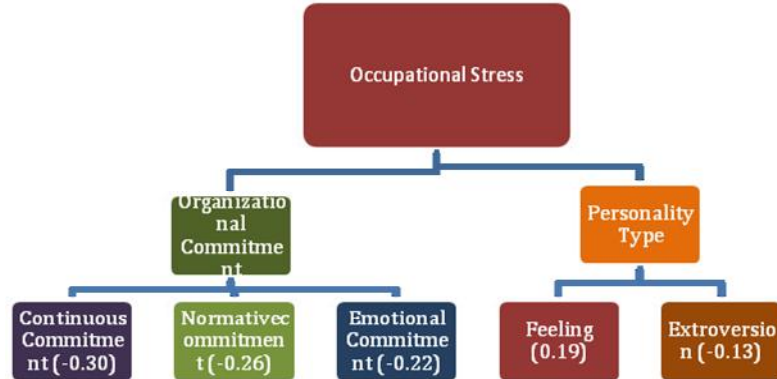 Occupational Stress
Organizatio
nal
Commitme
nt
Personality
Type
Continuous
Commitme
nt (-0.30)
Normativec
ommitmen
t (-0.26)
Emotional
Commitme
nt (-0.22)
Feeling
(0.19)
Extroversio
n (-0.13)